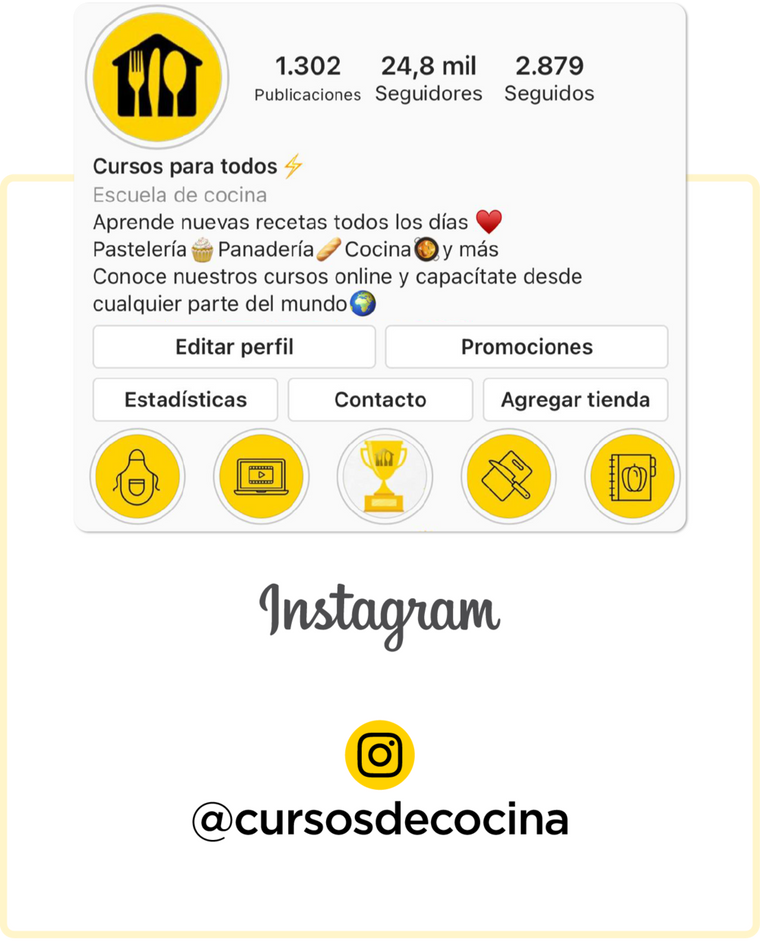 1.302 24,8 mil 2.879
Publicaciones Seguidores Seguidos
Cursos para todos⚡
Escuela de cocina
Aprende nuevas recetas todos los días ♥️
Pastelería🧁Panadería🥖Cocina🥘y más
Conoce nuestros cursos online y capacítate desde
cualquier parte del mundo🌍
Editar perfil Promociones
Estadísticas Contacto Agregar tienda
Instagram
@cursosdecocina